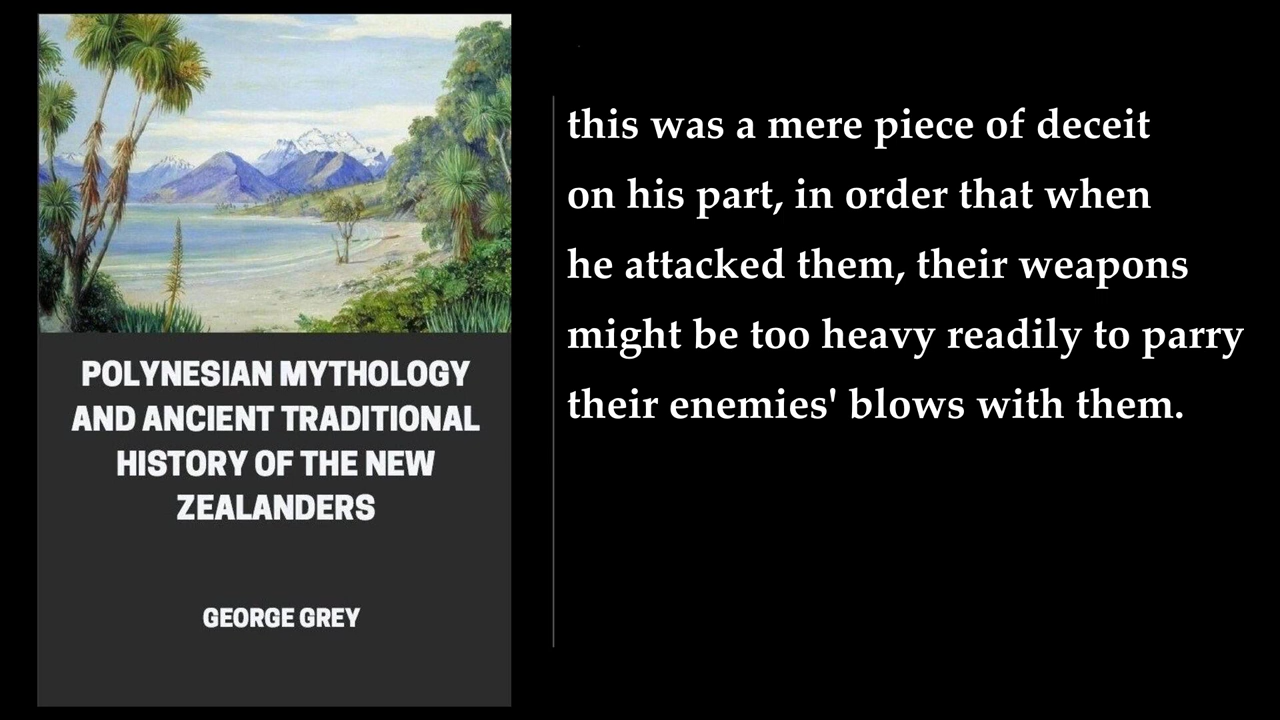 POLYNESIAN MYTHOLOGY
AND ANCIENT TRADITIONAL
HISTORY OF THE NEW
ZEALANDERS
GEORGE GREY
this was a mere piece of deceit
on his part, in order that when
he attacked them, their weapons
might be too heavy readily to parry
their enemies' blows with them.